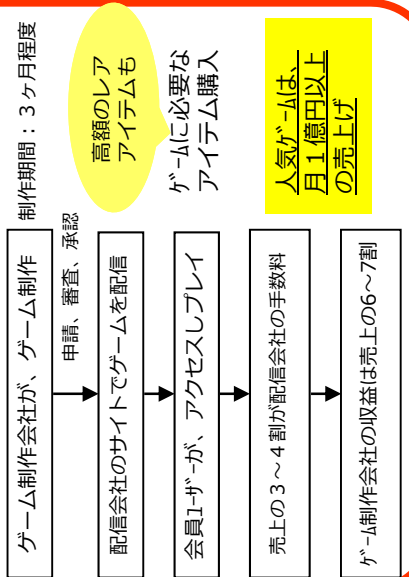 ゲーム制作会社が、ゲーム制作
制作期間：３ヶ月程度
申請、審査、承認
配信会社のサイトでゲームを配信
高額のレア
アイテムも
会員ﾕｰｻﾞｰが、アクセスしプレイ
ｹﾞｰﾑに必要な
アイテム購入
売上の３～４割が配信会社の手数料
人気ｹﾞｰﾑは、
月１億円以上
の売上げ
ｹﾞｰﾑ制作会社の収益は売上の6～7割